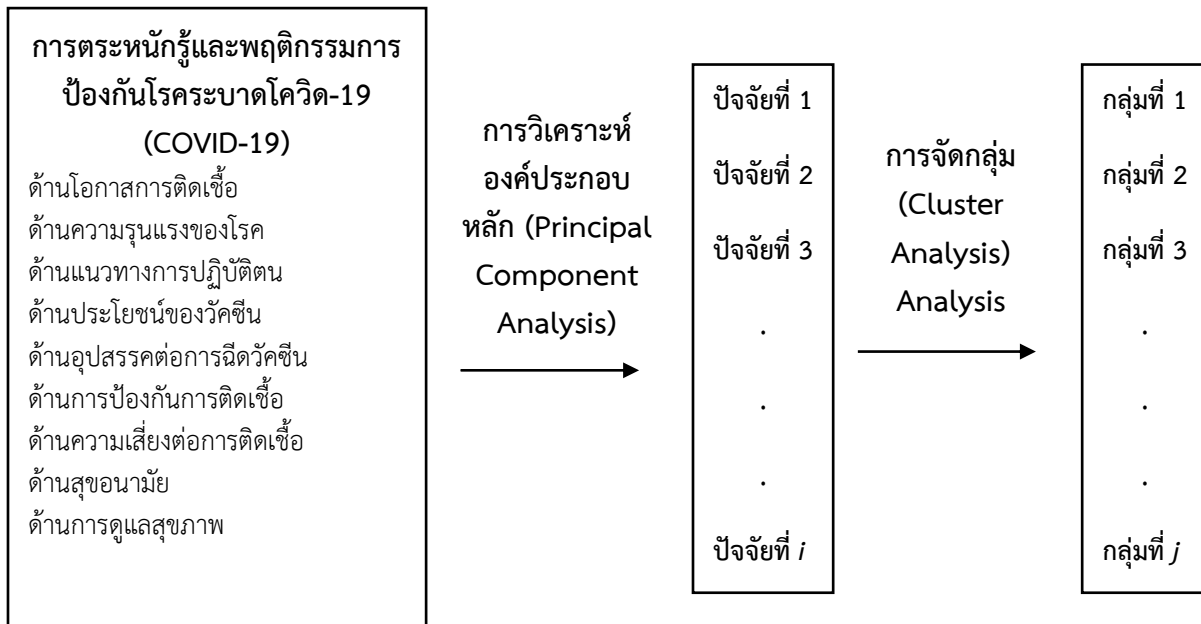 การตระหนักรู้และพฤติกรรมการ
ป้องกันโรคระบาดโควิด-19
(COVID-19)
ด้านโอกาสการติดเชื้อ
ด้านความรุนแรงของโรค
ด้านแนวทางการปฏิบัติตน
ด้านประโยชน์ของวัคซีน
ด้านอุปสรรคต่อการฉีดวัคซีน
ด้านการป้องกันการติดเชื้อ
ด้านความเสี่ยงต่อการติดเชื้อ
ด้านสุขอนามัย
ด้านการดูแลสุขภาพ
การวิเคราะห์
องค์ประกอบ
หลัก (Principal
Component
Analysis)
ปัจจัยที่ 1
ปัจจัยที่ 2
ปัจจัยที่ 3
.
.
.
ปัจจัยที่ i
การจัดกลุ่ม
(Cluster
Analysis)
Analysis
กลุ่มที่ 1
กลุ่มที่ 2
กลุ่มที่ 3
.
.
.
กลุ่มที่ j